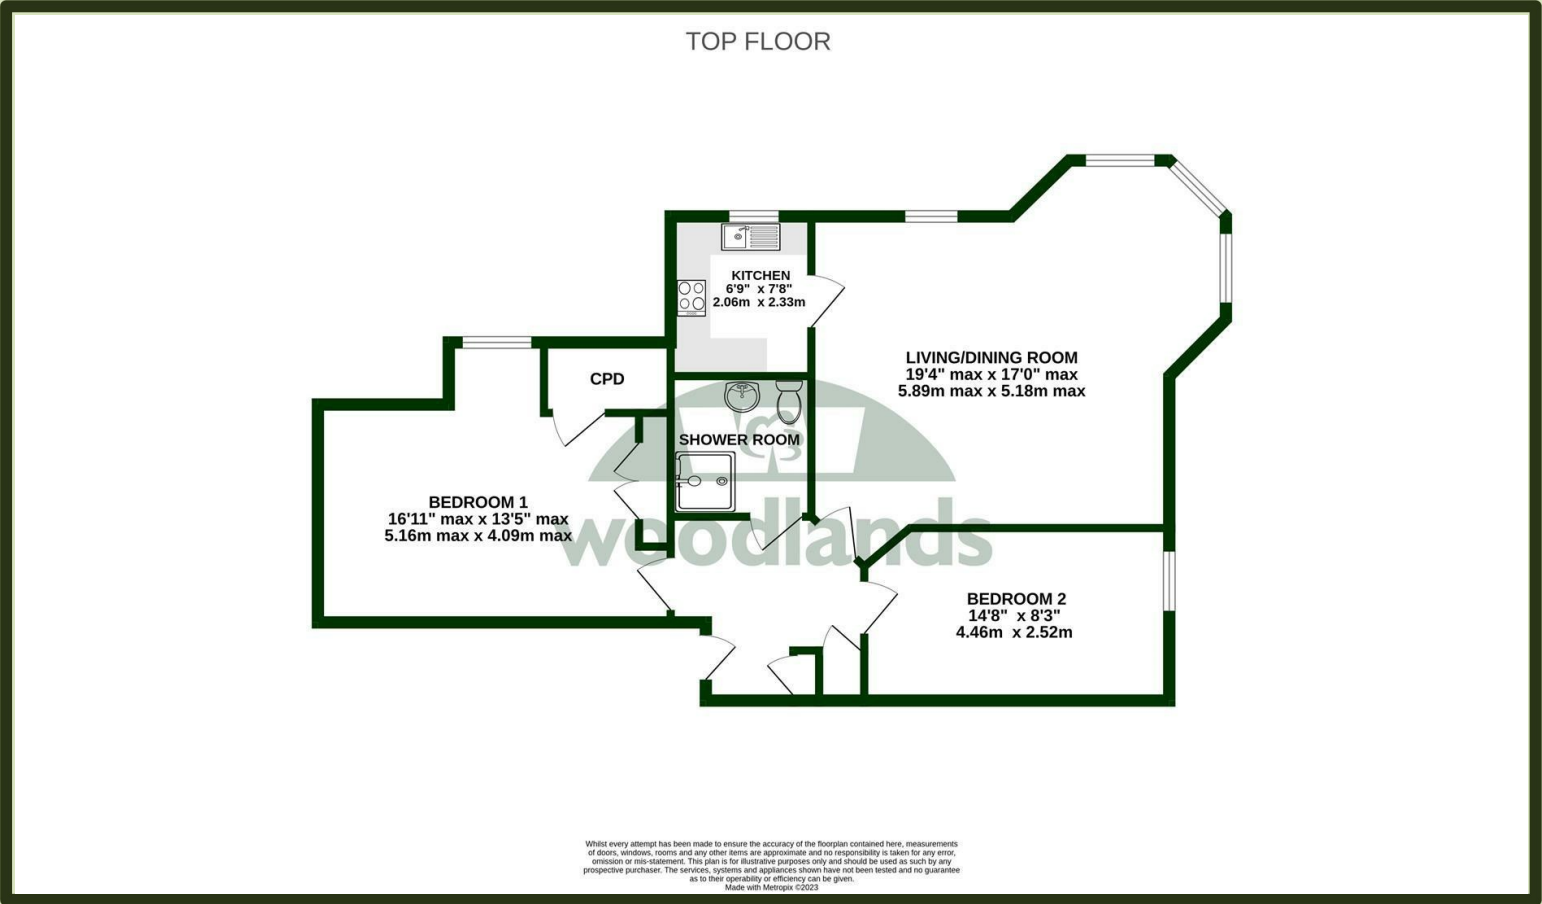 TOP FLOOR
KITCHEN
6'9" x 7'8"
2.06m x 2.33m
LIVING/DINING ROOM
19'4" max x 17'0" max
5.89m max x 5.18m max
CPD
SHOWER ROOM
BEDROOM 1
16'11" max x 13'5" max
5.16m max x 4.09m max
woodlands
BEDROOM 2
14'8" x 8'3"
4.46m x 2.52m
Whilst every attempt has been made to ensure the accuracy of the floorplan contained here, measurements
of doors, windows, rooms and any other items are approximate and no responsibility is taken for any error,
omission or mis-statement. This plan is for illustrative purposes only and should be used as such by any
prospective purchaser. The services, systems and appliances shown have not been tested and no guarantee
as to their operability or efficiency can be given.
Made with Metropix ©2023